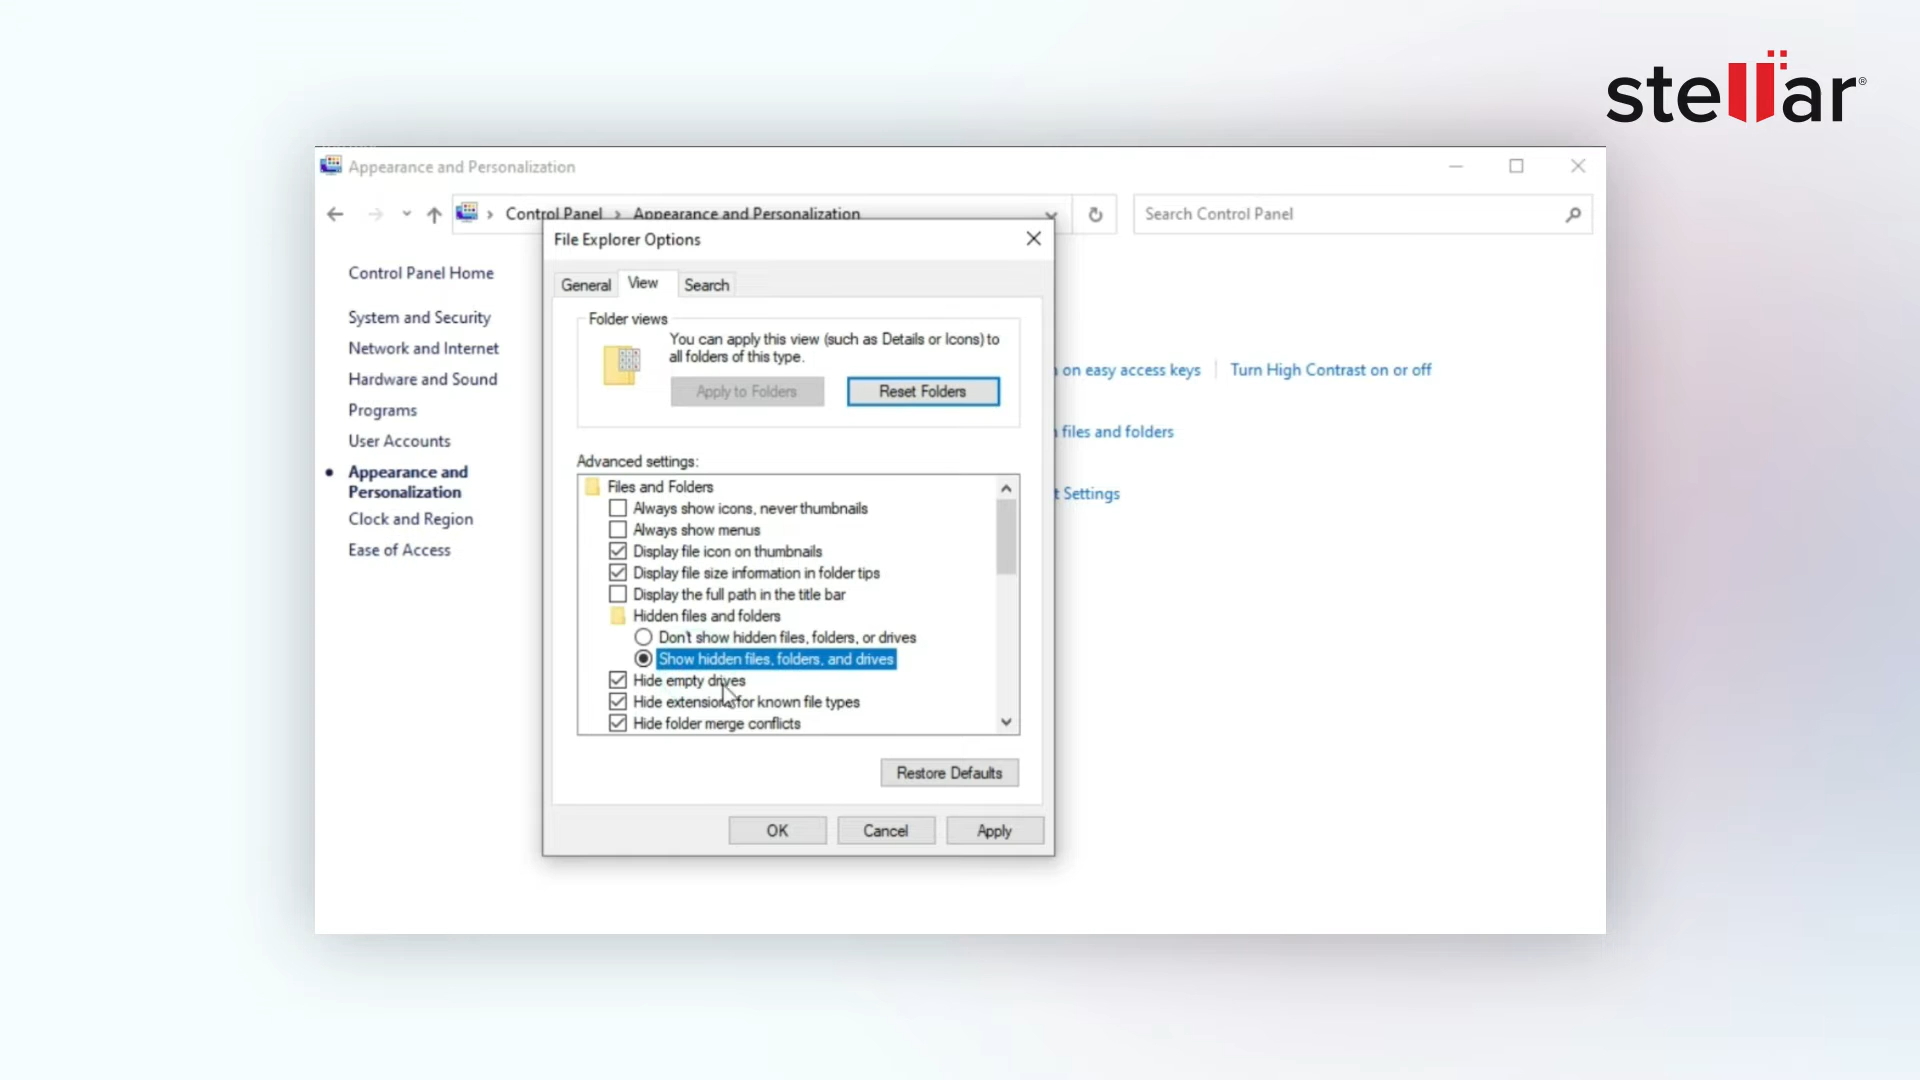 stellar®
Appearance and Personalization
Control Panel › Appearance and Personalization
Search Control Panel
File Explorer Options
Control Panel Home
System and Security
Network and Internet
Hardware and Sound
Programs
User Accounts
Appearance and
Personalization
Clock and Region
Ease of Access
General View Search
Folder views
You can apply this view (such as Details or Icons) to
all folders of this type.
Apply to Folders Reset Folders
Advanced settings:
Files and Folders
Always show icons, never thumbnails
Always show menus
Display file icon on thumbnails
Display file size information in folder tips
Display the full path in the title bar
Hidden files and folders
Don't show hidden files, folders, or drives
Show hidden files, folders, and drives
Hide empty drives
Hide extensions for known file types
Hide folder merge conflicts
Restore Defaults
OK Cancel Apply
on easy access keys
Turn High Contrast on or off
files and folders
Settings